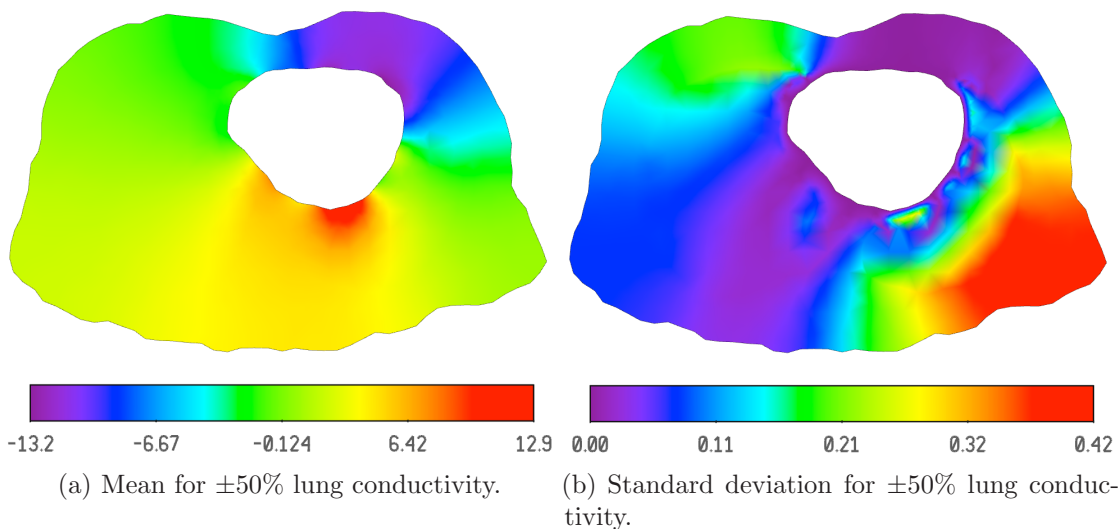 -13.2 -6.67 -0.124 6.42 12.9
0.00 0.11 0.21 0.32 0.42
(a) Mean for ±50% lung conductivity.
(b) Standard deviation for ±50% lung conduc-
tivity.